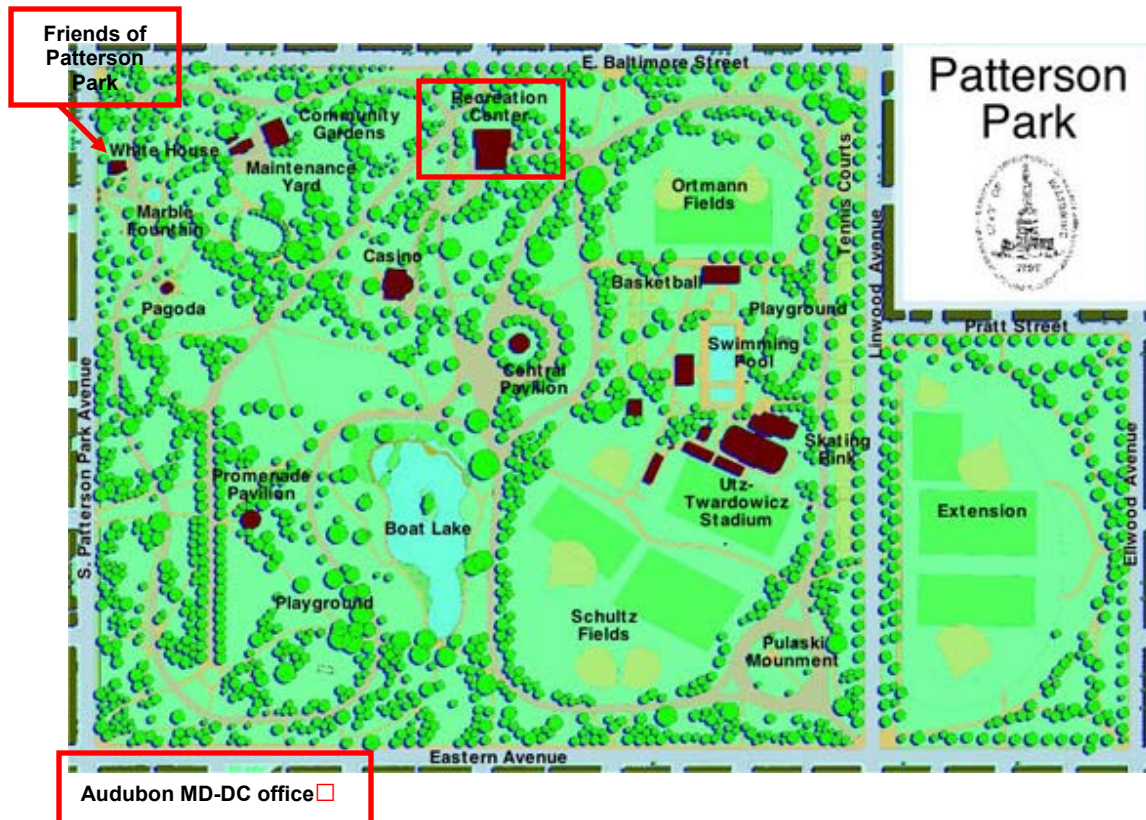 Friends of
Patterson
Park
E. Baltimore Street
Patterson
Park
Recreation
Center
Community
Gardens
White House
Maintenance
Yard
Marble
Fountain
Ortmann
Fields
Tennis Courts
Linwood Avenue
Casino
Basketball
Pagoda
Playground
Pratt Street
Swimming
Pool
Central
Pavilion
S. Patterson Park Avenue
Skating
Rink
Promenade
Pavilion
Utz-
Twardowicz
Stadium
Boat Lake
Extension
Ellwood Avenue
Playground
Schultz
Fields
Pulaski
Mounment
Eastern Avenue
Audubon MD-DC office